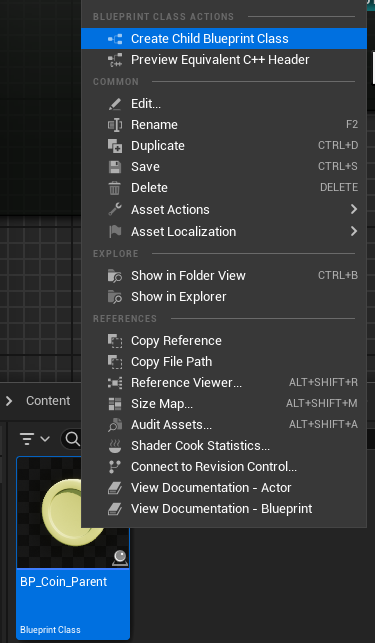 BLUEPRINT CLASS ACTIONS
Create Child Blueprint Class
Preview Equivalent C++ Header
COMMON
Edit...
Rename F2
Duplicate CTRL+D
Save CTRL+S
Delete DELETE
Asset Actions
Asset Localization
EXPLORE
Show in Folder View CTRL+B
Show in Explorer
REFERENCES
Copy Reference
Copy File Path
Reference Viewer... ALT+SHIFT+R
Size Map... ALT+SHIFT+M
Audit Assets... ALT+SHIFT+A
Shader Cook Statistics...
Connect to Revision Control...
View Documentation - Actor
View Documentation - Blueprint
Content
BP_Coin_Parent
Blueprint Class